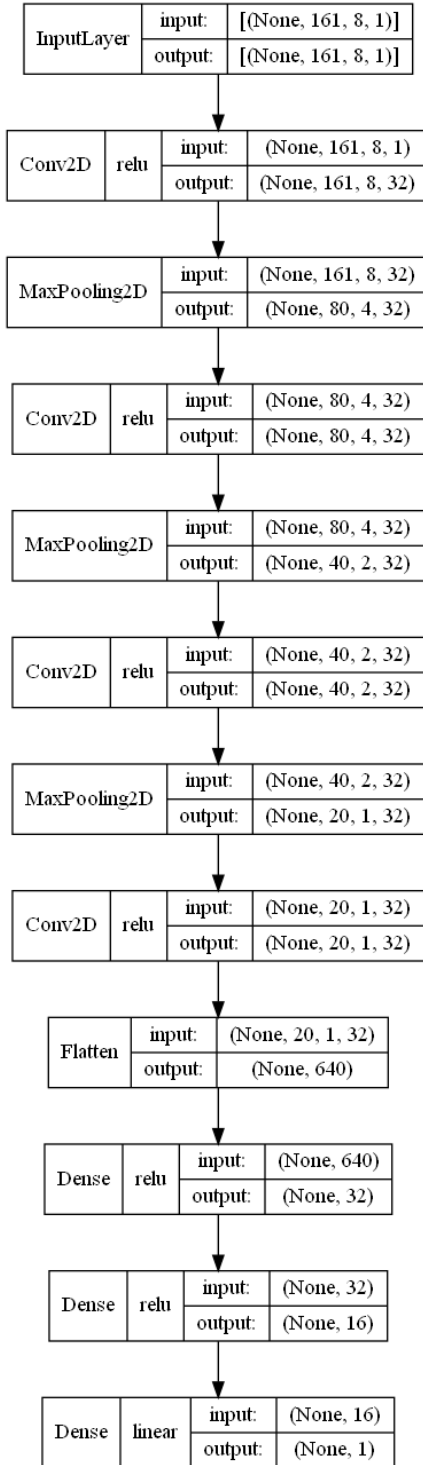 InputLayer input: [(None, 161, 8, 1)]
output: [(None, 161, 8, 1)]
Conv2D relu input: (None, 161, 8, 1)
output: (None, 161, 8, 32)
MaxPooling2D input: (None, 161, 8, 32)
output: (None, 80, 4, 32)
Conv2D relu input: (None, 80, 4, 32)
output: (None, 80, 4, 32)
MaxPooling2D input: (None, 80, 4, 32)
output: (None, 40, 2, 32)
Conv2D relu input: (None, 40, 2, 32)
output: (None, 40, 2, 32)
MaxPooling2D input: (None, 40, 2, 32)
output: (None, 20, 1, 32)
Conv2D relu input: (None, 20, 1, 32)
output: (None, 20, 1, 32)
Flatten input: (None, 20, 1, 32)
output: (None, 640)
Dense relu input: (None, 640)
output: (None, 32)
Dense relu input: (None, 32)
output: (None, 16)
Dense linear input: (None, 16)
output: (None, 1)